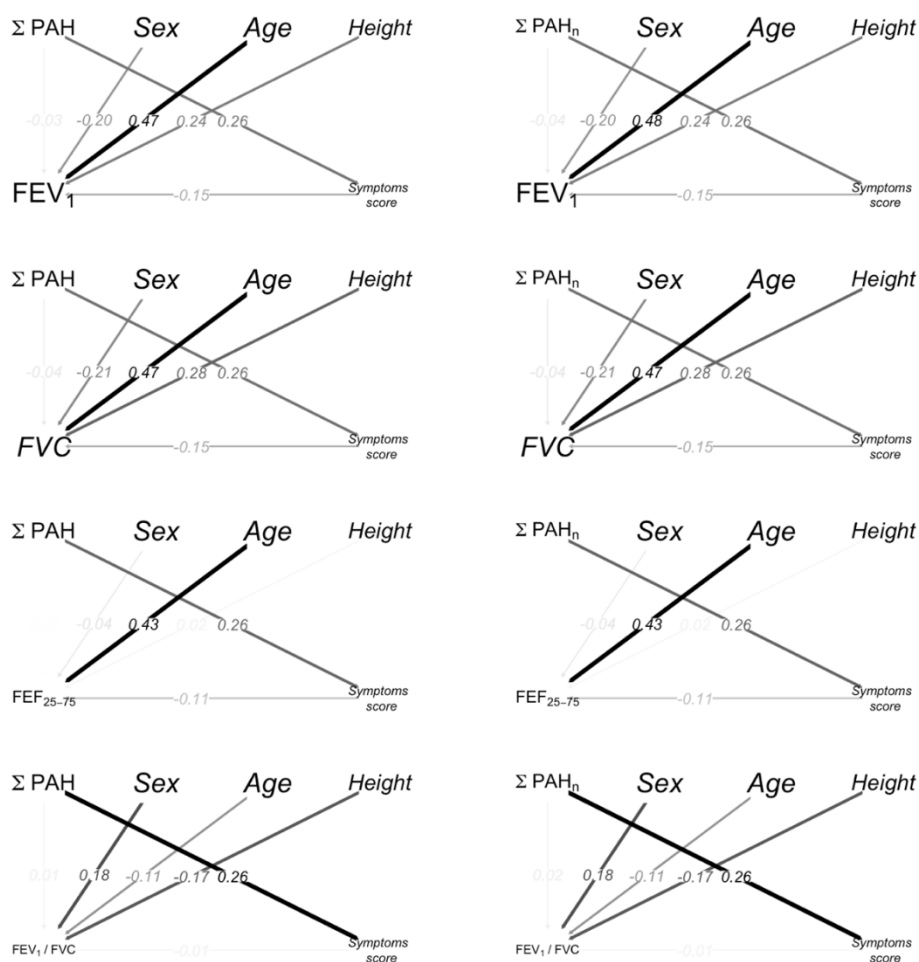 Σ PAH Sex Age Height Σ PAHn Sex Age Height
-0.03 -0.20 0.47 0.24 0.26 -0.04 -0.20 0.48 0.24 0.26
FEV1 -0.15 Symptoms score FEV1 -0.15 Symptoms score
Σ PAH Sex Age Height Σ PAHn Sex Age Height
-0.04 -0.21 0.47 0.28 0.26 -0.04 -0.21 0.47 0.28 0.26
FVC -0.15 Symptoms score FVC -0.15 Symptoms score
Σ PAH Sex Age Height Σ PAHn Sex Age Height
-0.04 0.43 0.02 0.26 -0.04 0.43 0.02 0.26
FEF25–75 -0.11 Symptoms score FEF25–75 -0.11 Symptoms score
Σ PAH Sex Age Height Σ PAHn Sex Age Height
0.01 0.18 -0.11 -0.17 0.26 0.02 0.18 -0.11 -0.17 0.26
FEV1 / FVC -0.01 Symptoms score FEV1 / FVC -0.01 Symptoms score